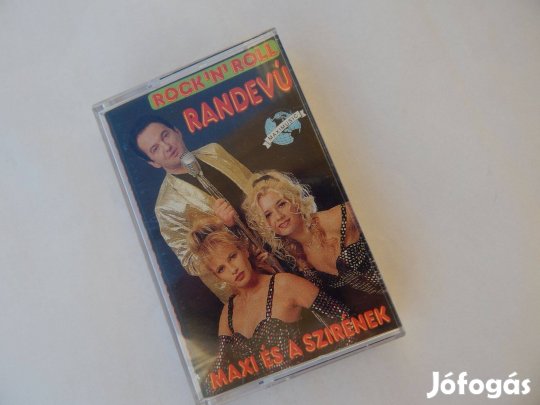 ROCK 'N' ROLL
RANDEVÚ
MAXI ÉS A SZIRÉNEK
Jófogás